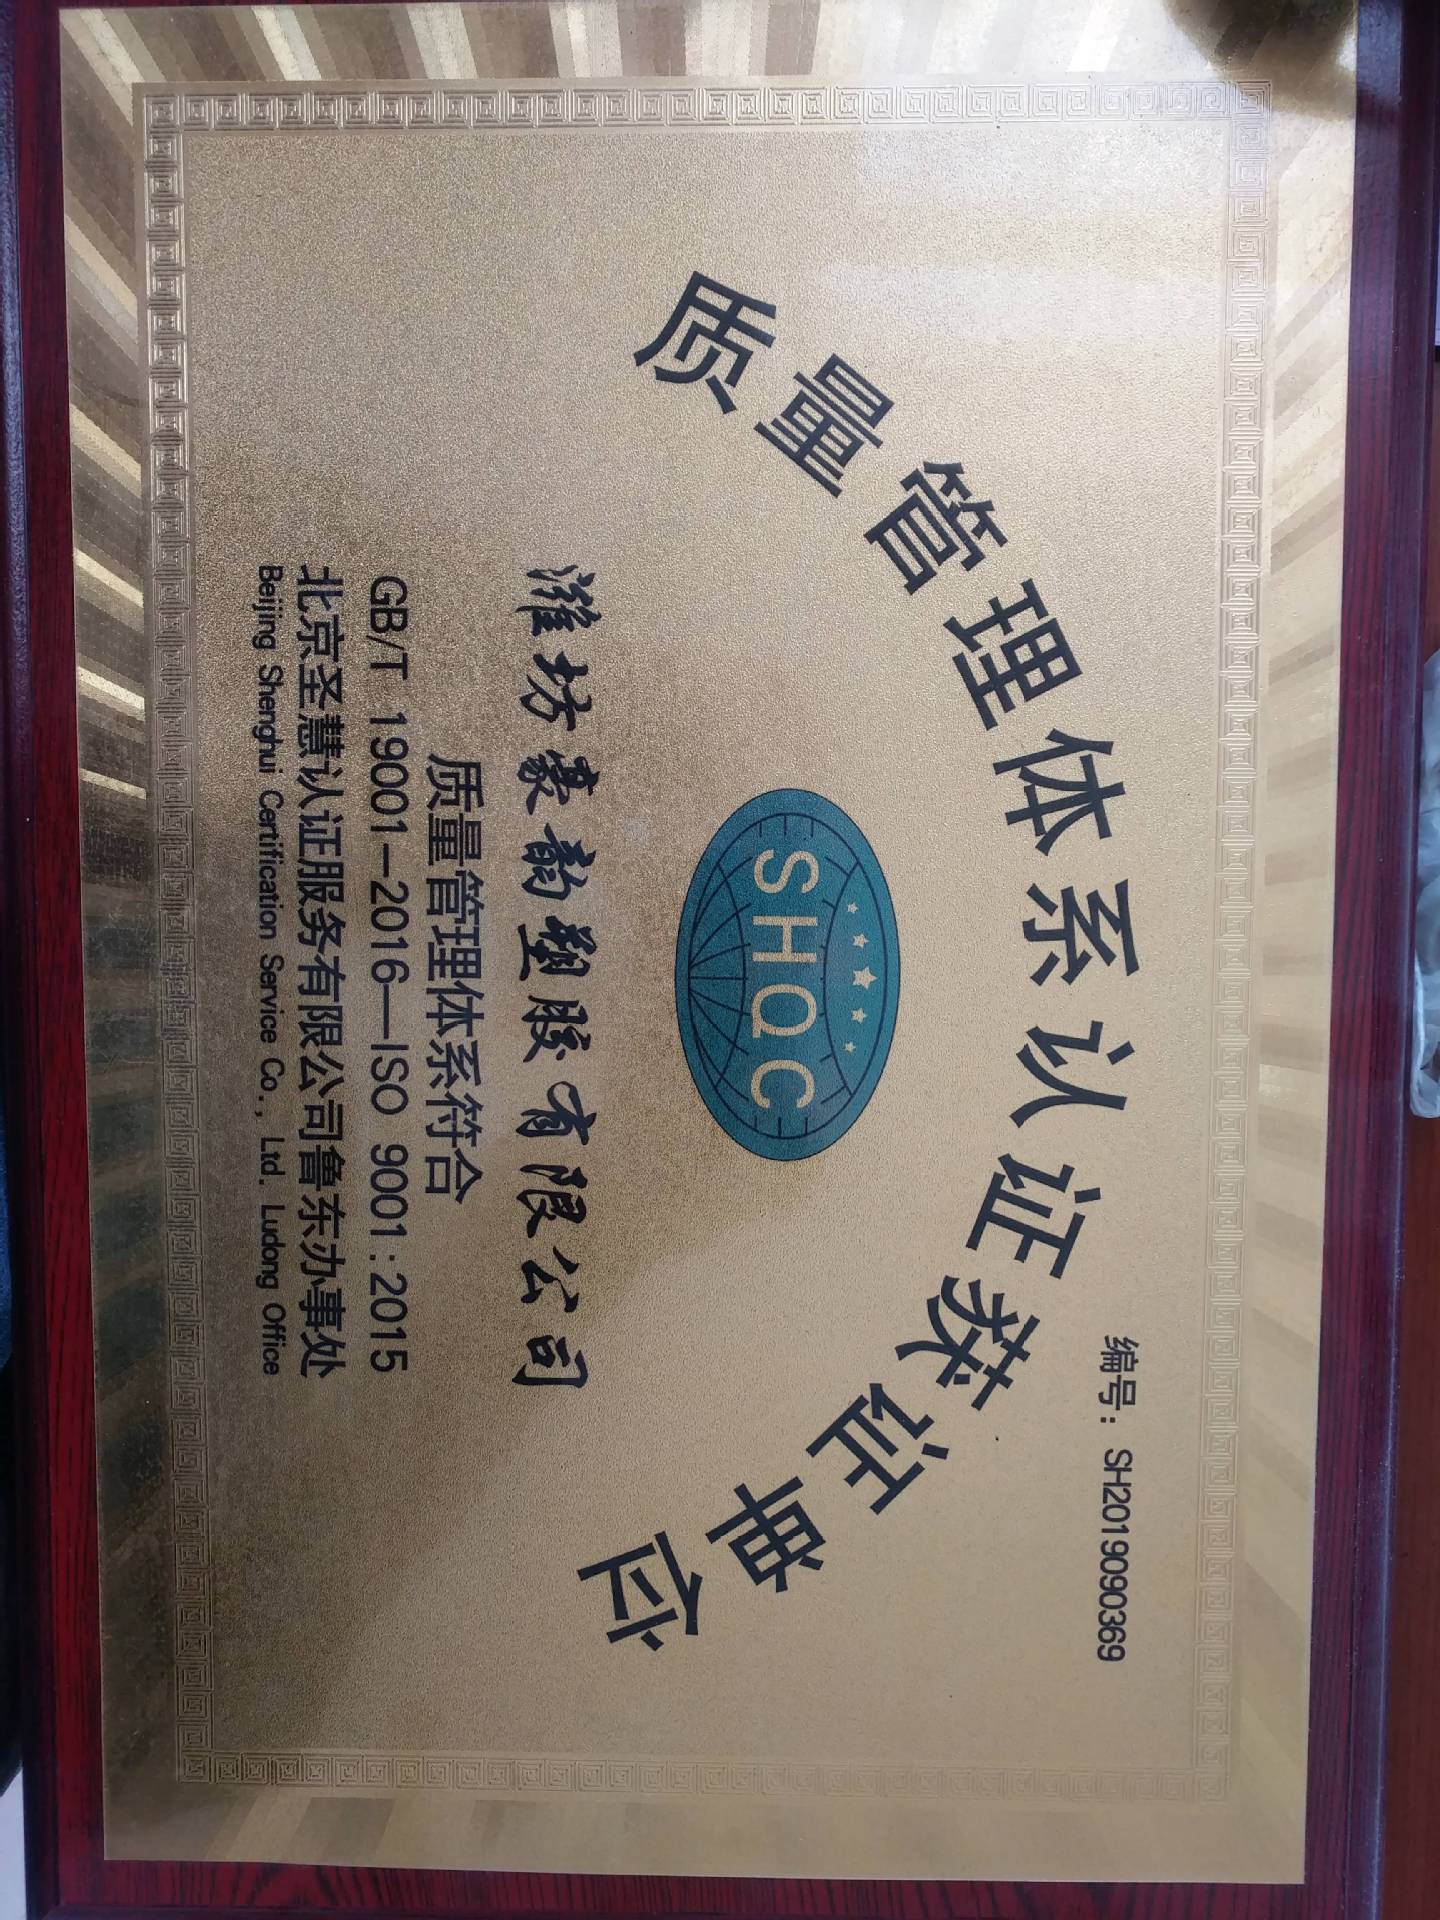 编号：SH201909090369
质量管理体系认证获证单位
SHQC
潍坊豪韵塑胶有限公司
质量管理体系符合
GB/T 19001—2016—ISO 9001:2015
北京圣慧认证服务有限公司鲁东办事处
Beijing Shenghui Certification Service Co., Ltd. Ludong Office